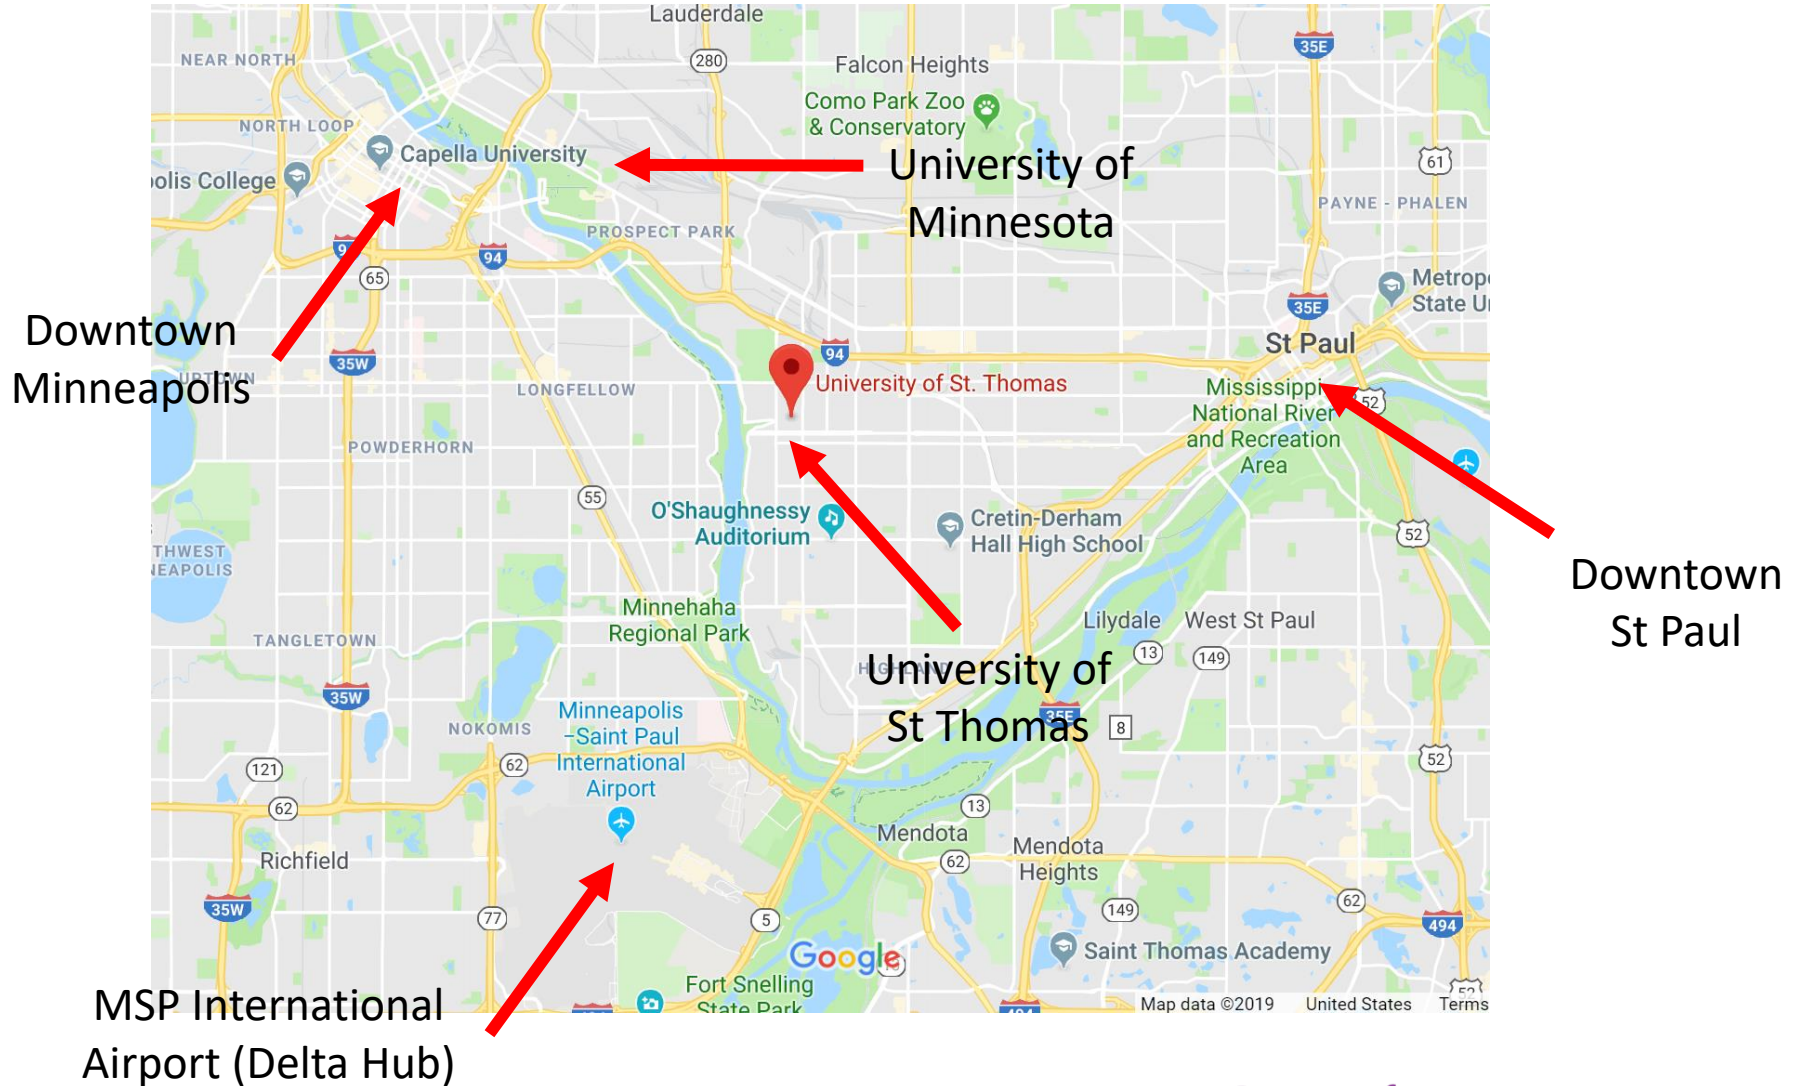 Lauderdale
NEAR NORTH
280
35E
Falcon Heights
Como Park Zoo
& Conservatory
NORTH LOOP
Capella University
olis College
University of
Minnesota
61
PAYNE - PHALEN
PROSPECT PARK
94
65
Metrop
State U
35E
Downtown
Minneapolis
St Paul
35W
94
UPTOWN
LONGFELLOW
University of St. Thomas
Mississippi
National River
and Recreation
Area
52
POWDERHORN
55
O'Shaughnessy
Auditorium
Cretin-Derham
Hall High School
52
THWEST
NEAPOLIS
Downtown
St Paul
Minnehaha
Regional Park
Lilydale
West St Paul
TANGLETOWN
13
149
University of
St Thomas
35W
35E
8
NOKOMIS
Minneapolis
–Saint Paul
International
Airport
62
121
62
52
13
Mendota
Mendota
Heights
62
Richfield
35W
77
5
149
62
494
Google
Saint Thomas Academy
Fort Snelling
State Park
Map data ©2019
United States
Terms
MSP International
Airport (Delta Hub)